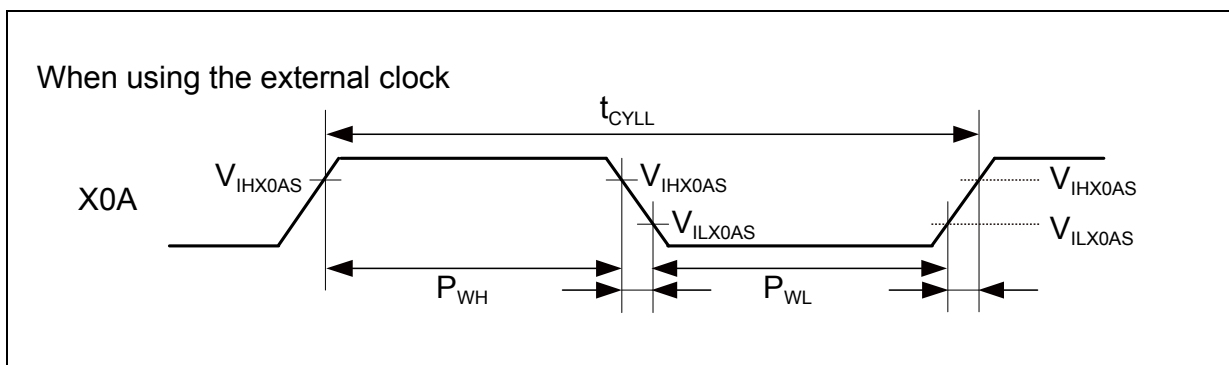 When using the external clock
tCYLL
VIHX0AS
VIHX0AS
VIHX0AS
X0A
VILX0AS
VILX0AS
PWH
PWL